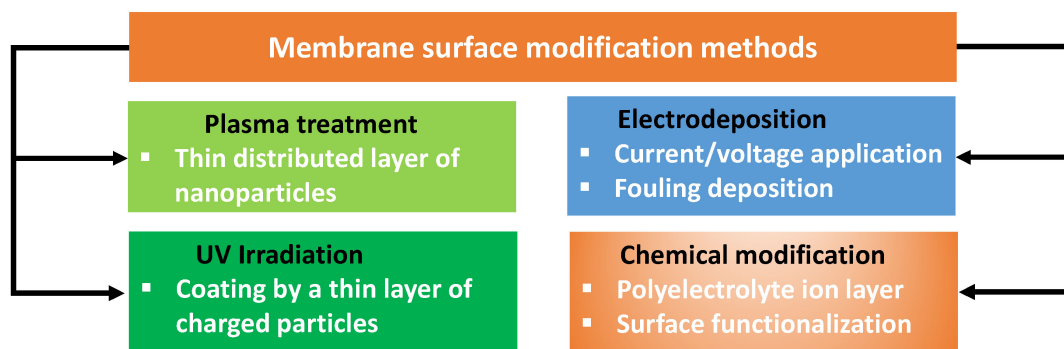 Membrane surface modification methods
Plasma treatment
▪ Thin distributed layer of
nanoparticles
Electrodeposition
▪ Current/voltage application
▪ Fouling deposition
UV Irradiation
▪ Coating by a thin layer of
charged particles
Chemical modification
▪ Polyelectrolyte ion layer
▪ Surface functionalization